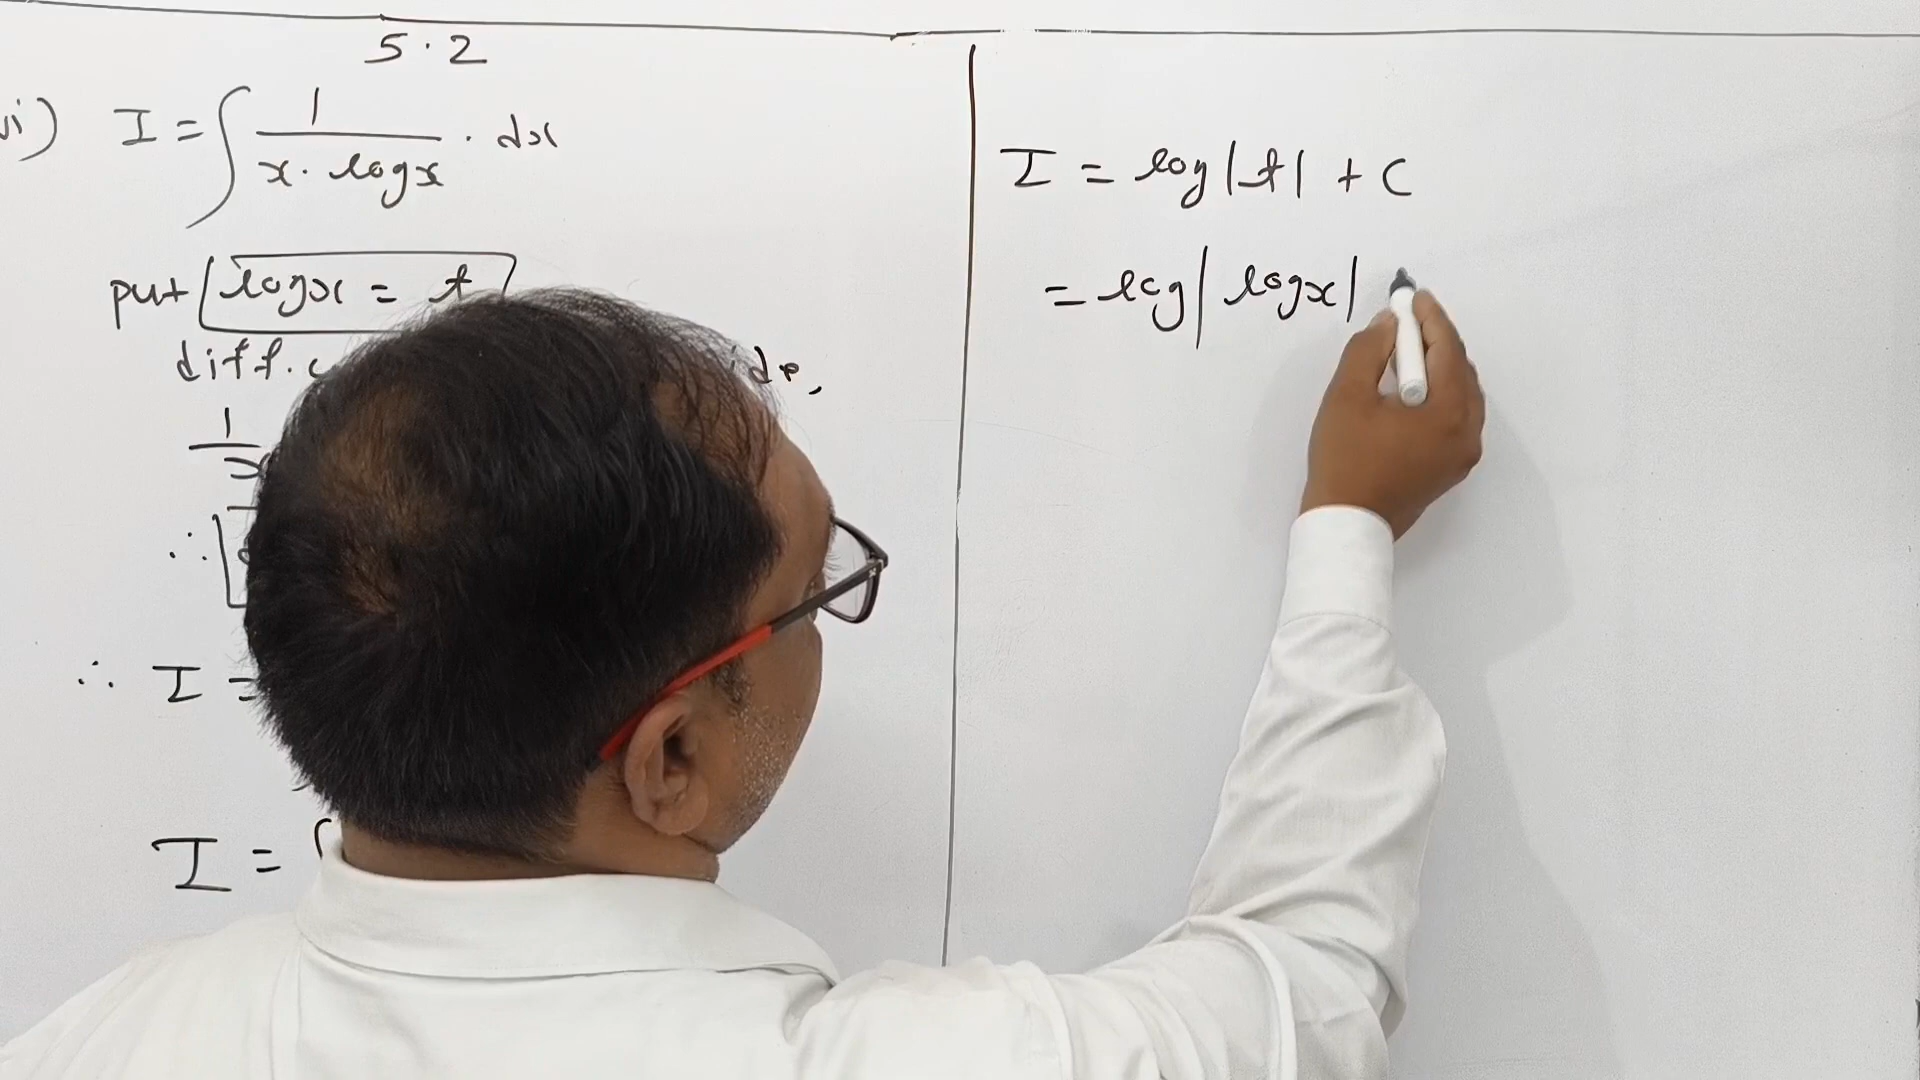 5.2
vi) I = ∫ 1/(x · log x) · dx
put log x = t
diff.
1/x
∴
∴ I =
I = ∫
I = log |t| + c
= log | log x |